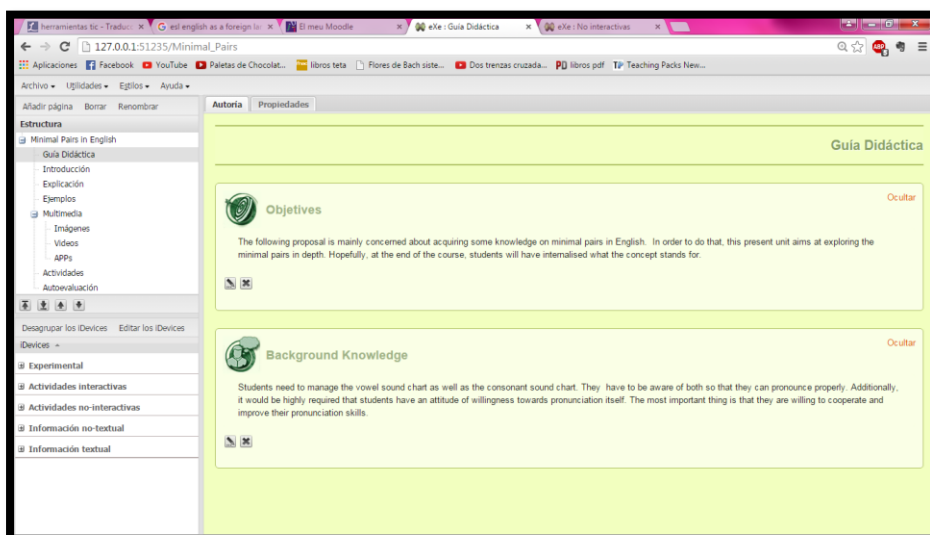 herramientas tic - Traduc
esl english as a foreign la
El meu Moodle
eXe : Guia Didáctica
eXe : No interactivas
127.0.0.1:51235/Minimal_Pairs
Aplicaciones Facebook YouTube Paletas de Chocolat... libros teta Flores de Bach siste... Dos trenzas cruzada... libros pdf Teaching Packs New...
Archivo Utilidades Estilos Ayuda
Añadir página Borrar Renombrar
Estructura
Minimal Pairs in English
Guia Didáctica
Introducción
Explicación
Ejemplos
Multimedia
Imágenes
Videos
APPs
Actividades
Autoevaluación
Desagrupar los iDevices Editar los iDevices
iDevices
Experimental
Actividades interactivas
Actividades no-interactivas
Información no-textual
Información textual
Autoría Propiedades
Guía Didáctica
Ocultar
Objetives
The following proposal is mainly concerned about acquiring some knowledge on minimal pairs in English. In order to do that, this present unit aims at exploring the
minimal pairs in depth. Hopefully, at the end of the course, students will have internalised what the concept stands for.
Ocultar
Background Knowledge
Students need to manage the vowel sound chart as well as the consonant sound chart. They have to be aware of both so that they can pronounce properly. Additionally,
it would be highly required that students have an attitude of willingness towards pronunciation itself. The most important thing is that they are willing to cooperate and
improve their pronunciation skills.